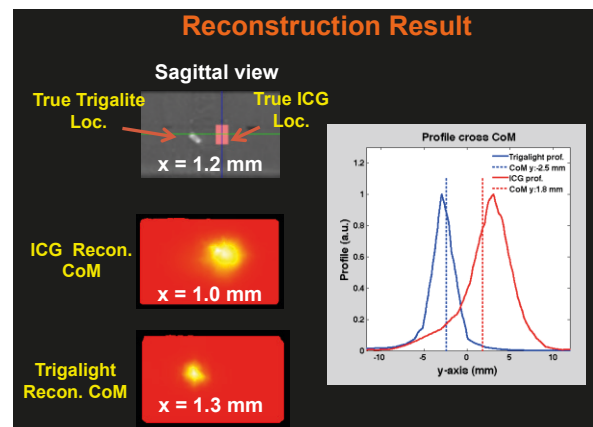 Reconstruction Result
Sagittal view
True Trigalite
Loc.
True ICG
Loc.
x = 1.2 mm
ICG Recon.
CoM
x = 1.0 mm
Trigalight
Recon. CoM
x = 1.3 mm
Profile cross CoM
Trigalight prof.
CoM y:-2.5 mm
ICG prof.
CoM y:1.8 mm
Profile (a.u.)
1.2
1
0.8
0.6
0.4
0.2
0
-10
-5
0
5
10
y-axis (mm)